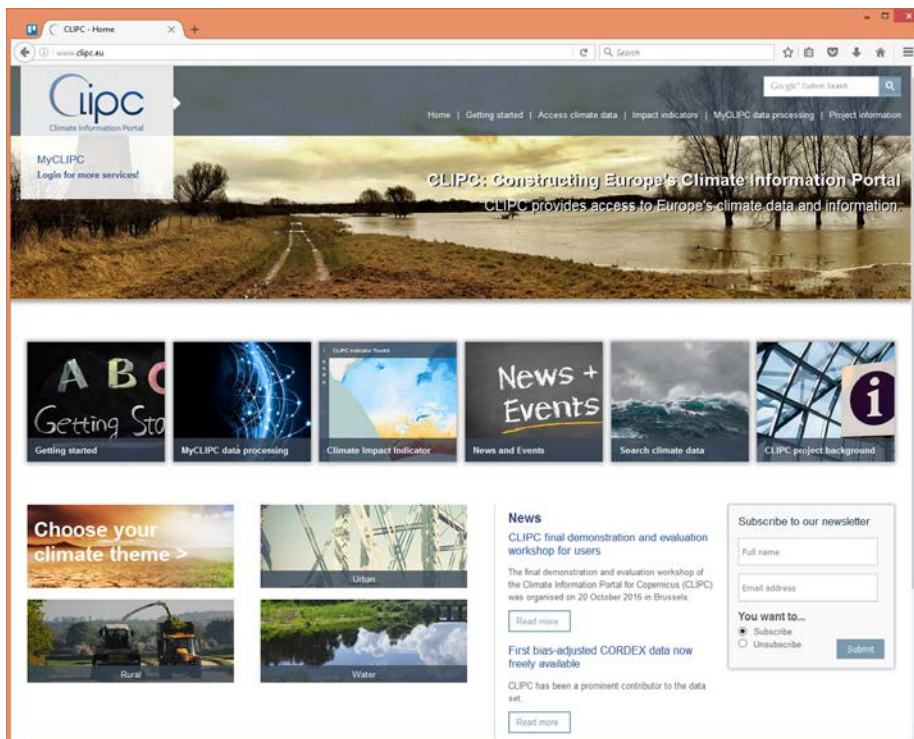 CLIPC - Home
www.clipc.eu
Search
Clipc
Climate Information Portal
MyCLIPC
Login for more services!
Google™ Custom Search
Home | Getting started | Access climate data | Impact indicators | MyCLIPC data processing | Project information
CLIPC: Constructing Europe's Climate Information Portal
CLIPC provides access to Europe's climate data and information.
A B C
Getting Sta
Getting started
MyCLIPC data processing
CLIPC Indicator Toolkit
Climate Impact Indicator
News +
Events
News and Events
Search climate data
i
CLIPC project background
Choose your
climate theme >
Urban
Rural
Water
News
CLIPC final demonstration and evaluation
workshop for users
The final demonstration and evaluation workshop of
the Climate Information Portal for Copernicus (CLIPC)
was organised on 20 October 2016 in Brussels.
Read more
First bias-adjusted CORDEX data now
freely available
CLIPC has been a prominent contributor to the data
set.
Read more
Subscribe to our newsletter
Full name
Email address
You want to...
Subscribe
Unsubscribe
Submit